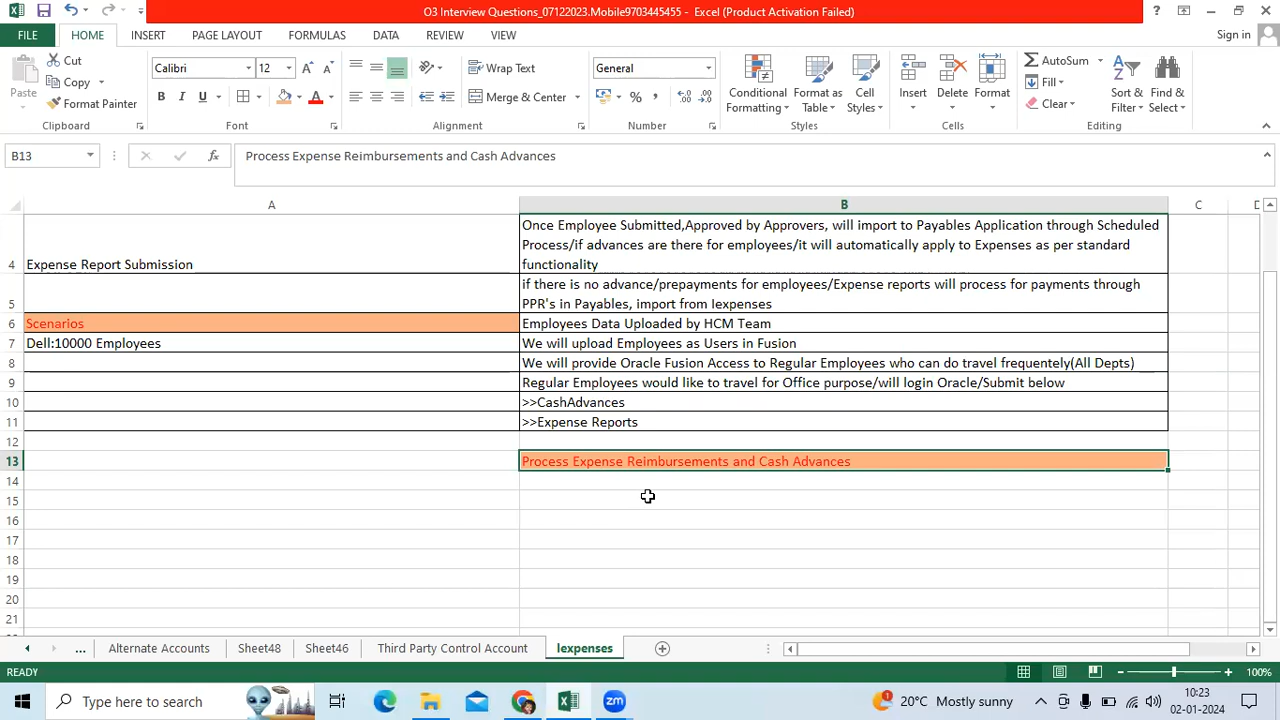 O3 Interview Questions_07122023.Mobile9703445455 - Excel (Product Activation Failed)
FILE HOME INSERT PAGE LAYOUT FORMULAS DATA REVIEW VIEW Sign in
Cut
Copy
Format Painter
Paste
Calibri 12
B I U A
Wrap Text
Merge & Center
General
%
Conditional Formatting
Format as Table
Cell Styles
Insert
Delete
Format
AutoSum
Fill
Clear
Sort & Filter
Find & Select
Clipboard Font Alignment Number Styles Cells Editing
B13 fx Process Expense Reimbursements and Cash Advances
A B C E
Once Employee Submitted,Approved by Approvers, will import to Payables Application through Scheduled
Process/if advances are there for employees/it will automatically apply to Expenses as per standard
4 Expense Report Submission functionality
if there is no advance/prepayments for employees/Expense reports will process for payments through
5 PPR's in Payables, import from Iexpenses
6 Scenarios Employees Data Uploaded by HCM Team
7 Dell:10000 Employees We will upload Employees as Users in Fusion
8 We will provide Oracle Fusion Access to Regular Employees who can do travel frequently(All Depts)
9 Regular Employees would like to travel for Office purpose/will login Oracle/Submit below
10 >>CashAdvances
11 >>Expense Reports
12
13 Process Expense Reimbursements and Cash Advances
14
15
16
17
18
19
20
21
... Alternate Accounts Sheet48 Sheet46 Third Party Control Account Iexpenses
READY 100%
Type here to search 20°C Mostly sunny 10:23
02-01-2024